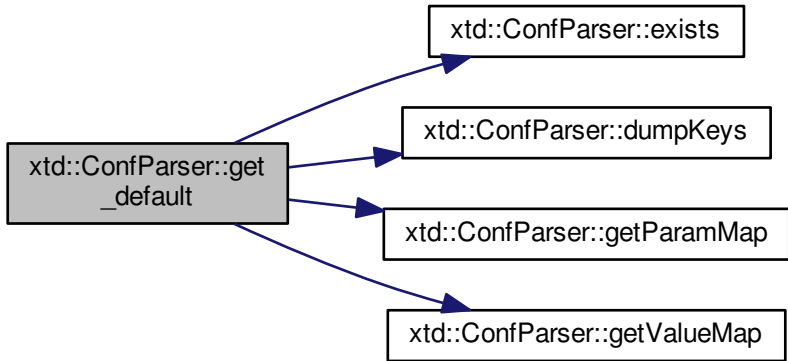 xtd::ConfParser::exists
xtd::ConfParser::dumpKeys
xtd::ConfParser::get
_default
xtd::ConfParser::getParamMap
xtd::ConfParser::getValueMap